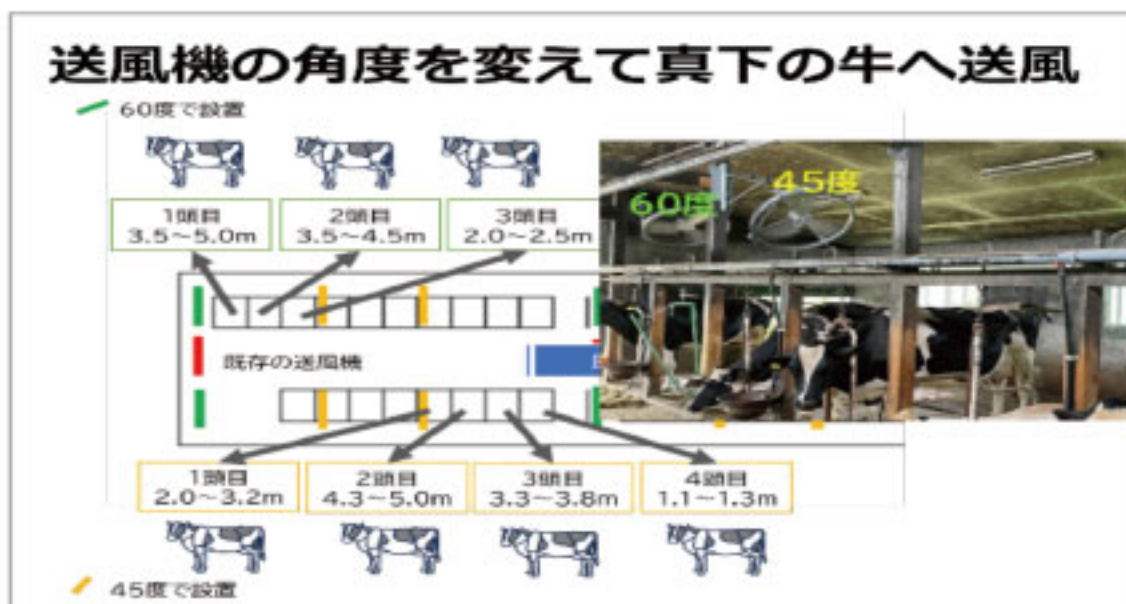 送風機の角度を変えて真下の牛へ送風
60度で設置
1頭目
3.5～5.0m
2頭目
3.5～4.5m
3頭目
2.0～2.5m
60度
45度
既存の送風機
1頭目
2.0～3.2m
2頭目
4.3～5.0m
3頭目
3.3～3.8m
4頭目
1.1～1.3m
45度で設置